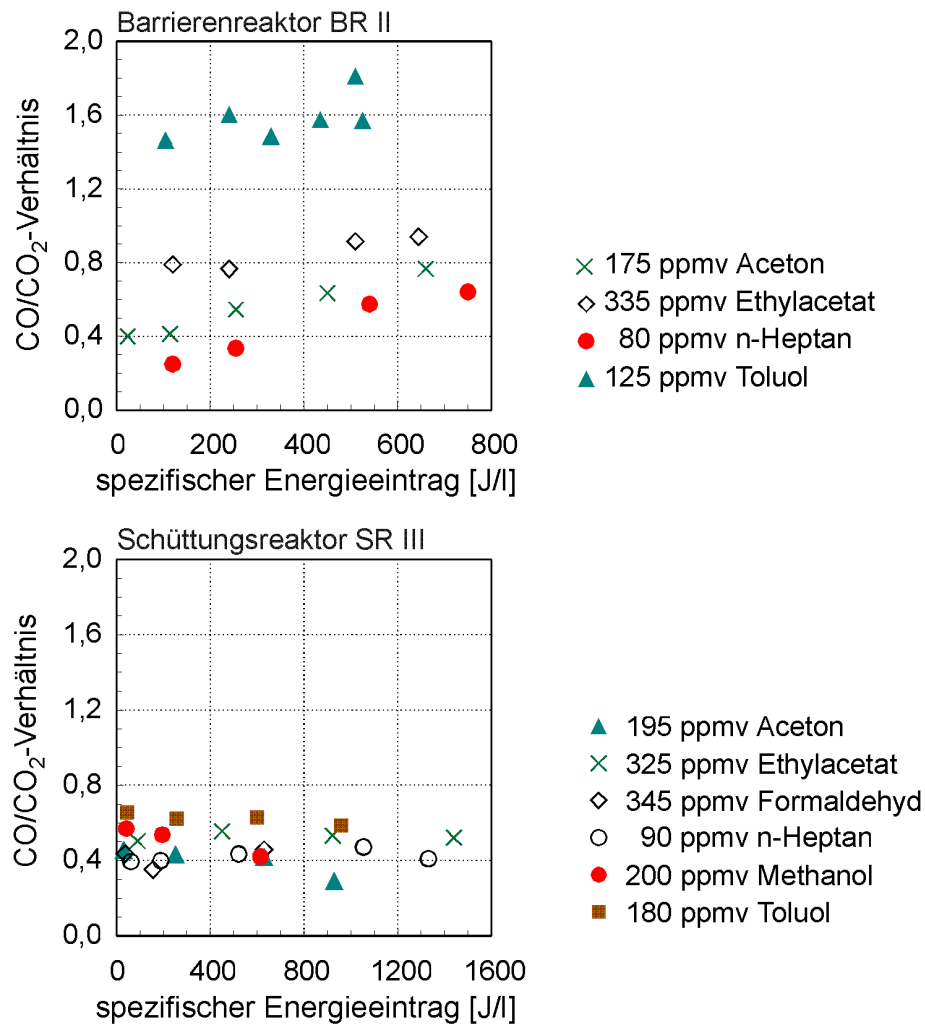 Barrierenreaktor BR II
2,0
1,6
1,2
0,8
0,4
0,0
CO/CO2-Verhältnis
0 200 400 600 800
spezifischer Energieeintrag [J/l]
175 ppmv Aceton
335 ppmv Ethylacetat
80 ppmv n-Heptan
125 ppmv Toluol
Schüttungsreaktor SR III
2,0
1,6
1,2
0,8
0,4
0,0
CO/CO2-Verhältnis
0 400 800 1200 1600
spezifischer Energieeintrag [J/l]
195 ppmv Aceton
325 ppmv Ethylacetat
345 ppmv Formaldehyd
90 ppmv n-Heptan
200 ppmv Methanol
180 ppmv Toluol